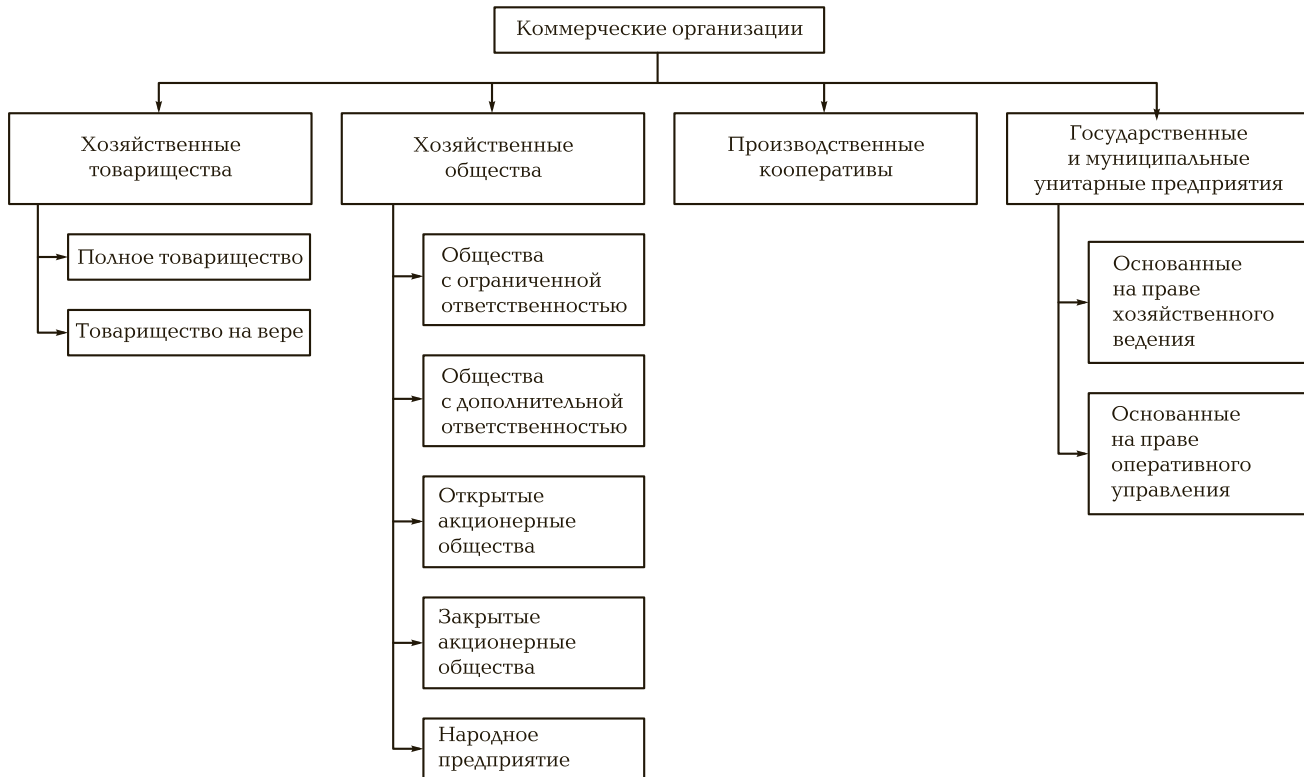 Коммерческие организации
Хозяйственные
товарищества
Хозяйственные
общества
Производственные
кооперативы
Государственные
и муниципальные
унитарные предприятия
Полное товарищество
Товарищество на вере
Общества
с ограниченной
ответственностью
Общества
с дополнительной
ответственностью
Открытые
акционерные
общества
Закрытые
акционерные
общества
Народное
предприятие
Основанные
на праве
хозяйственного
ведения
Основанные
на праве
оперативного
управления